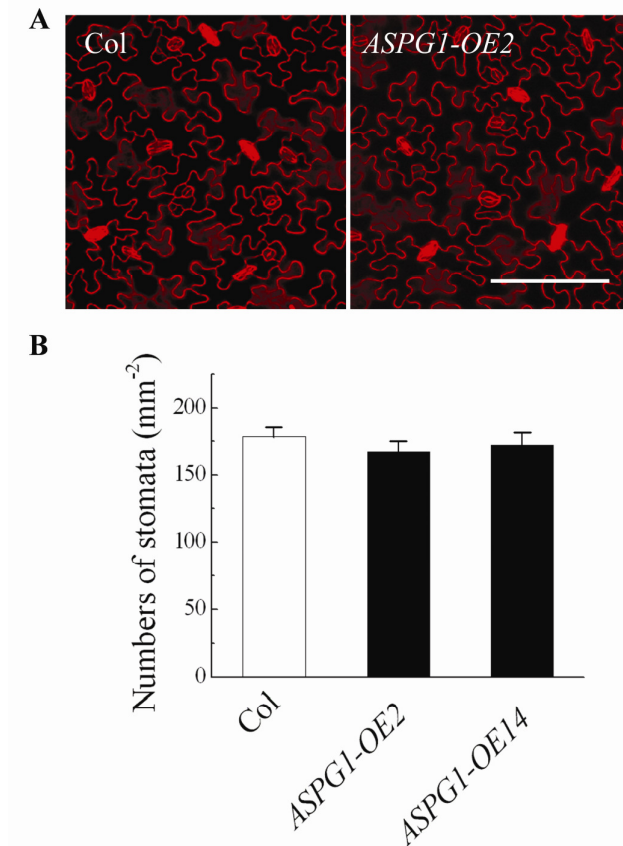 A
Col
ASPG1-OE2
B
Numbers of stomata (mm-2)
200
150
100
50
0
Col
ASPG1-OE2
ASPG1-OE14